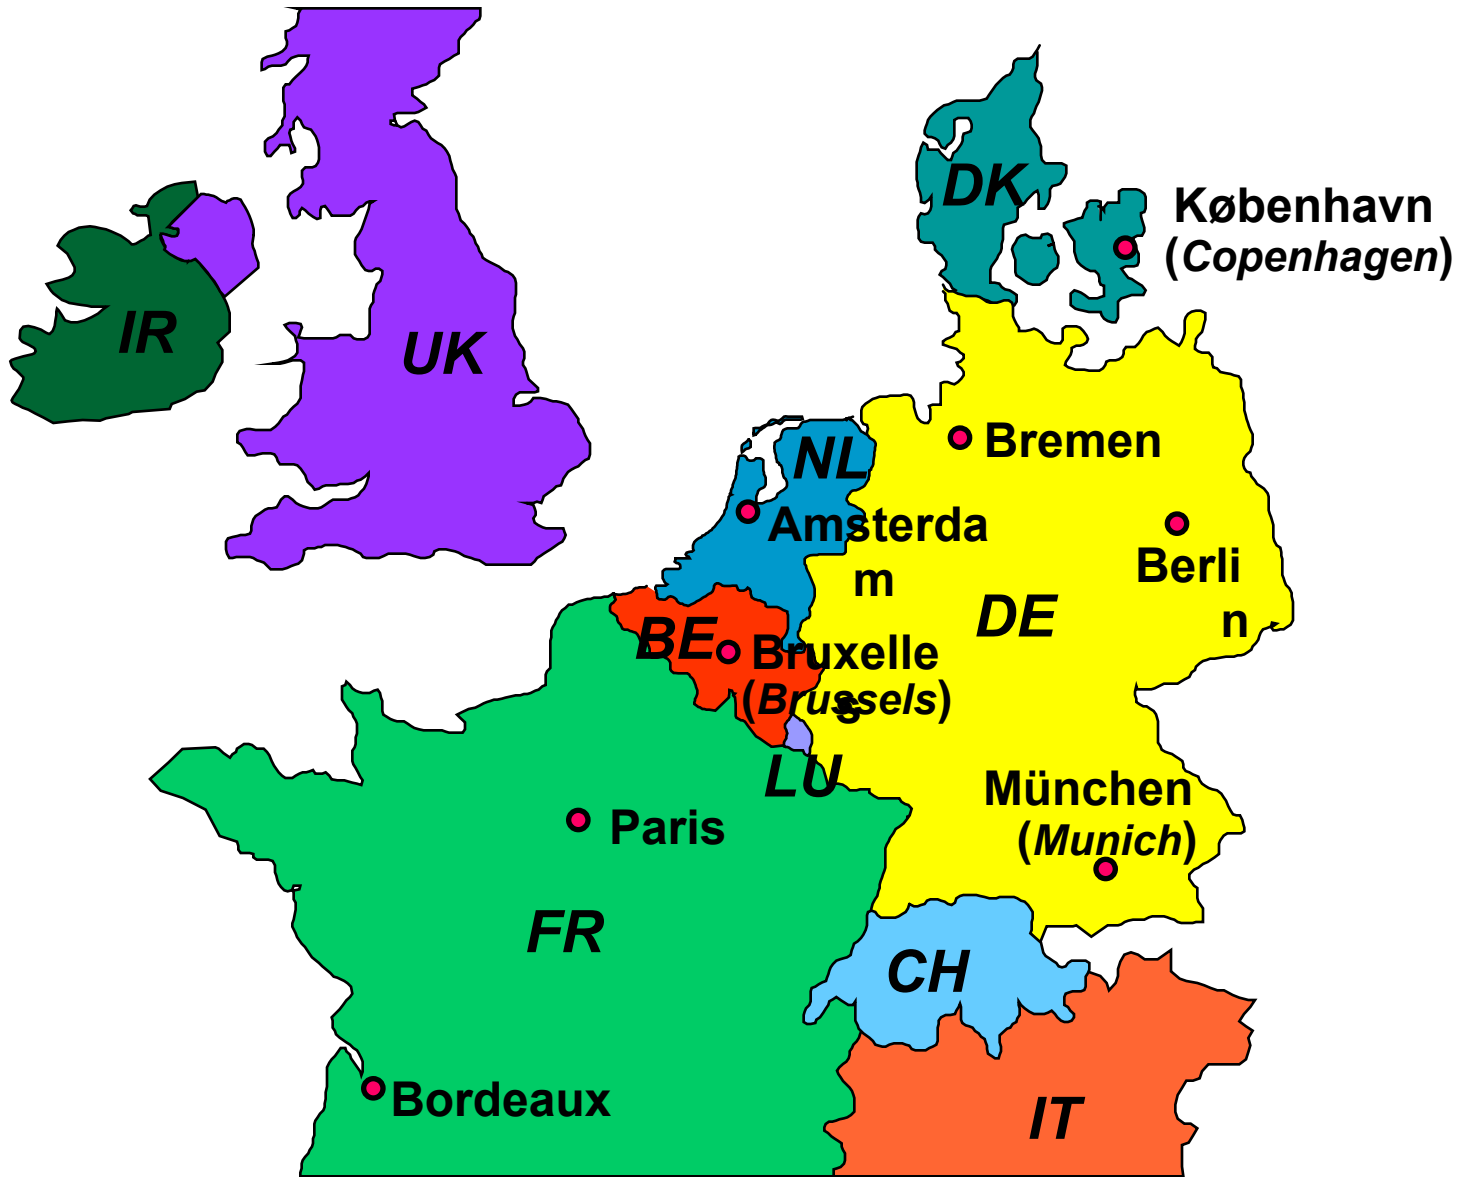 DK
København
(Copenhagen)
IR
UK
Bremen
NL
Amsterda
m
Berli
n
DE
BE
Bruxelle
s
(Brussels)
LU
München
(Munich)
Paris
FR
CH
Bordeaux
IT